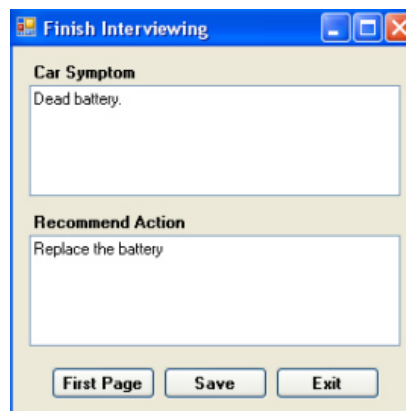 Finish Interviewing
Car Symptom
Dead battery.
Recommend Action
Replace the battery
First Page Save Exit